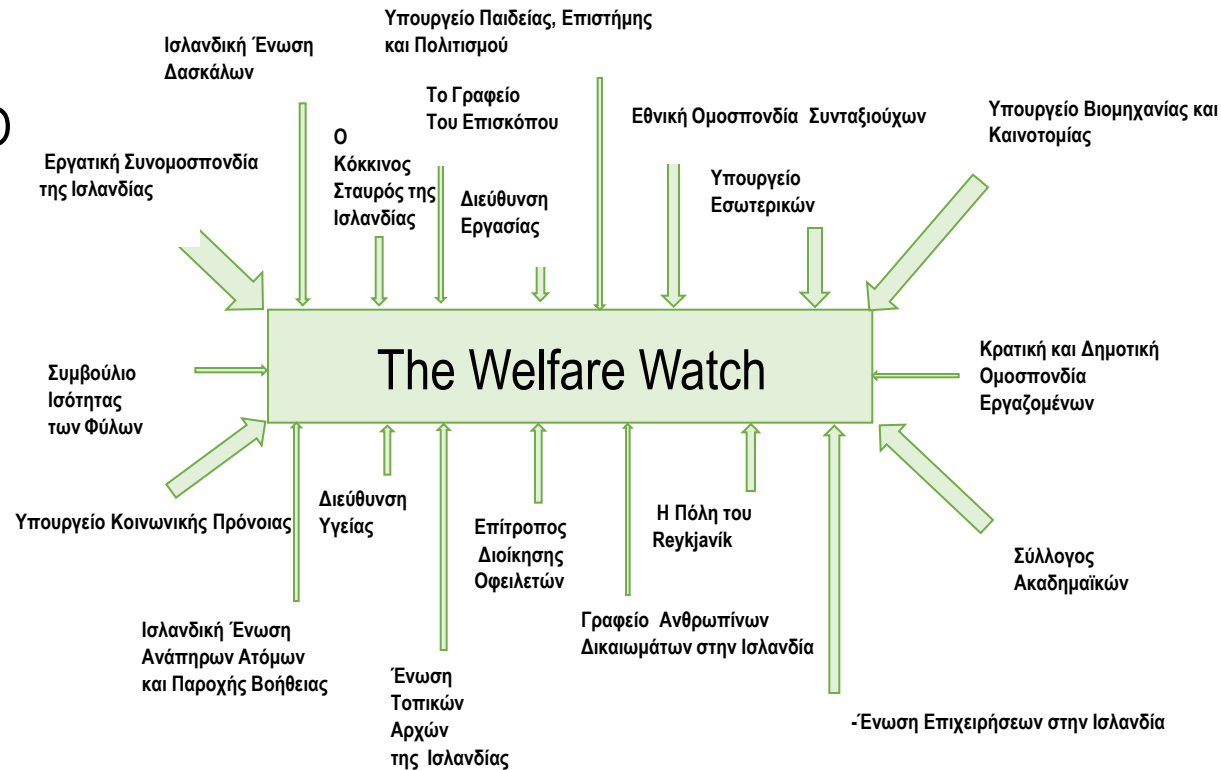 Υπουργείο Παιδείας, Επιστήμης
και Πολιτισμού
Ισλανδική Ένωση
Δασκάλων
Το Γραφείο
Του Επισκόπου
Εθνική Ομοσπονδία Συνταξιούχων
Υπουργείο Βιομηχανίας και
Καινοτομίας
Ο
Κόκκινος
Σταυρός της
Ισλανδίας
Εργατική Συνομοσπονδία
της Ισλανδίας
Διεύθυνση
Εργασίας
Υπουργείο
Εσωτερικών
The Welfare Watch
Συμβούλιο
Ισότητας
των Φύλων
Κρατική και Δημοτική
Ομοσπονδία
Εργαζομένων
Υπουργείο Κοινωνικής Πρόνοιας
Διεύθυνση
Υγείας
Επίτροπος
Διοίκησης
Οφειλετών
Η Πόλη του
Reykjavík
Σύλλογος
Ακαδημαϊκών
Ισλανδική Ένωση
Ανάπηρων Ατόμων
και Παροχής Βοήθειας
Γραφείο Ανθρωπίνων
Δικαιωμάτων στην Ισλανδία
Ένωση
Τοπικών
Αρχών
της Ισλανδίας
-Ένωση Επιχειρήσεων στην Ισλανδία